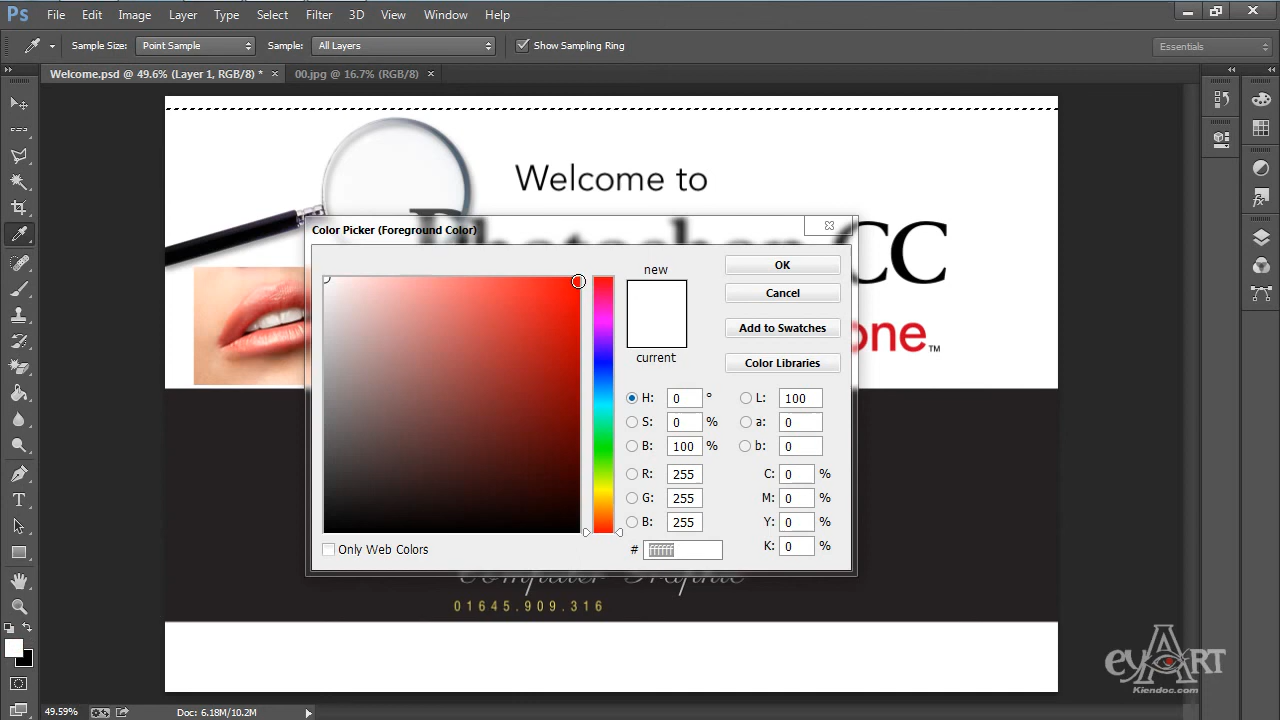 Ps File Edit Image Layer Type Select Filter 3D View Window Help
Sample Size: Point Sample Sample: All Layers Show Sampling Ring Essentials
Welcome.psd @ 49.6% (Layer 1, RGB/8) * × 00.jpg @ 16.7% (RGB/8) ×
Welcome to
Photoshop CC
one™
Color Picker (Foreground Color)
new
current
OK
Cancel
Add to Swatches
Color Libraries
H: 0 ° L: 100
S: 0 % a: 0
B: 100 % b: 0
R: 255 C: 0 %
G: 255 M: 0 %
B: 255 Y: 0 %
# ffffff K: 0 %
Only Web Colors
Computer Graphic
01645.909.316
eyART
Kiendoc.com
49.59% Doc: 6.18M/10.2M